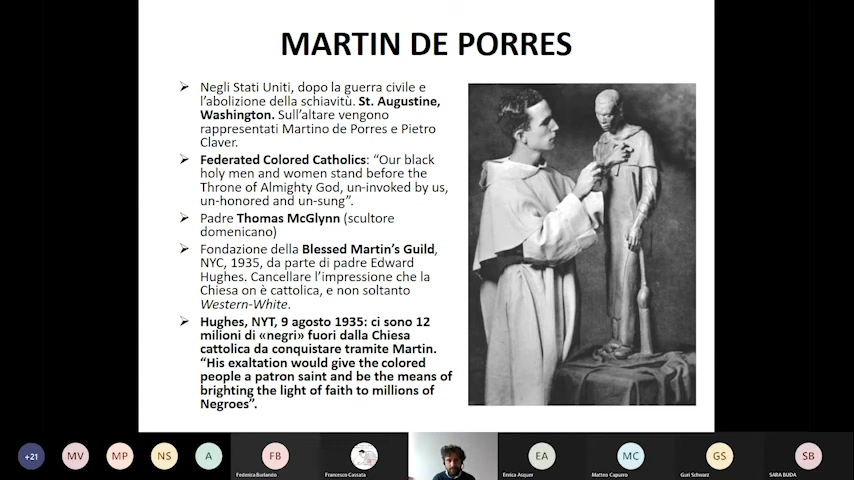 MARTIN DE PORRES
Negli Stati Uniti, dopo la guerra civile e
l'abolizione della schiavitù. St. Augustine,
Washington. Sull'altare vengono
rappresentati Martino de Porres e Pietro
Claver.
Federated Colored Catholics: "Our black
holy men and women stand before the
Throne of Almighty God, un-invoked by us,
un-honored and un-sung".
Padre Thomas McGlynn (scultore
domenicano)
Fondazione della Blessed Martin's Guild,
NYC, 1935, da parte di padre Edward
Hughes. Cancellare l'impressione che la
Chiesa on è cattolica, e non soltanto
Western-White.
Hughes, NYT, 9 agosto 1935: ci sono 12
milioni di «negri» fuori dalla Chiesa
cattolica da conquistare tramite Martin.
"His exaltation would give the colored
people a patron saint and be the means of
brighting the light of faith to millions of
Negroes".
+21 MV MP NS A FB EA MC GS SB
Federica Burlando Francesco Cassata Enrica Asquer Matteo Capurro Guri Schwarz SARA BUDA